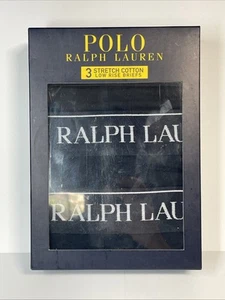 POLO
RALPH LAUREN
3 STRETCH COTTON
LOW RISE BRIEFS
RALPH LAU
RALPH LAU